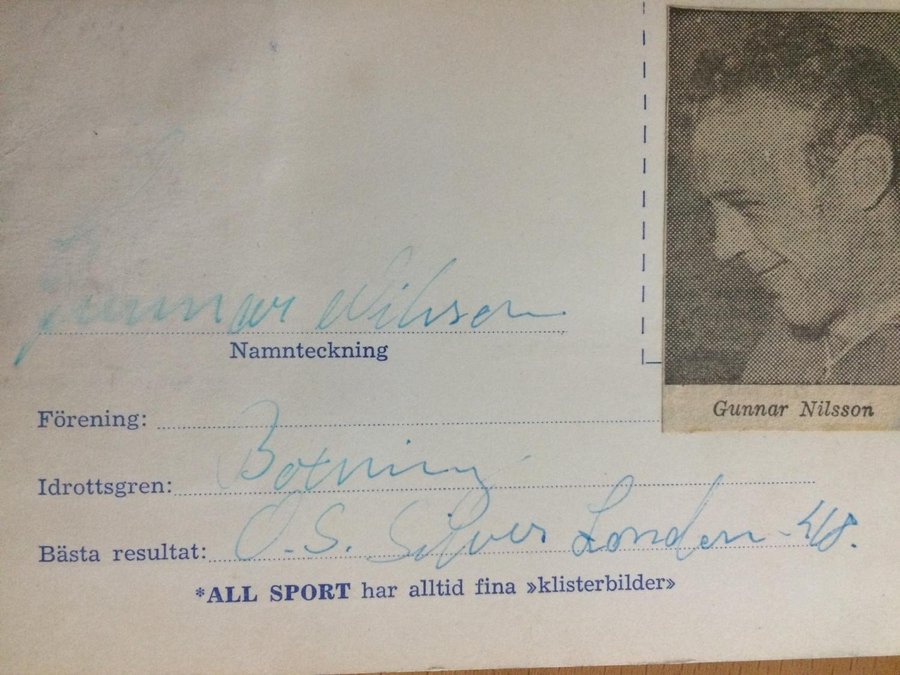 Gunnar Nilsson
Namnteckning
Gunnar Nilsson
Förening:
Idrottsgren: Boxning
Bästa resultat: O.S. Silver London -48.
*ALL SPORT har alltid fina »klisterbilder»